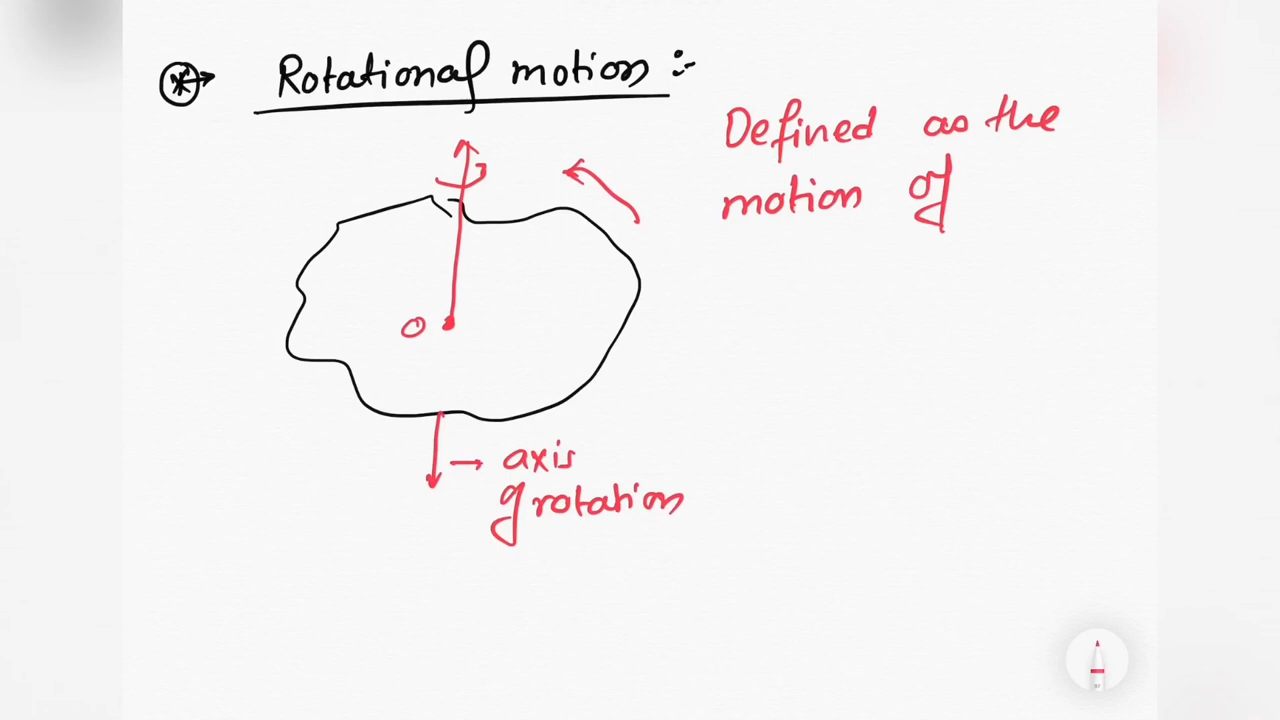 Rotational motion :-
Defined as the
motion of
O
→ axis
of rotation